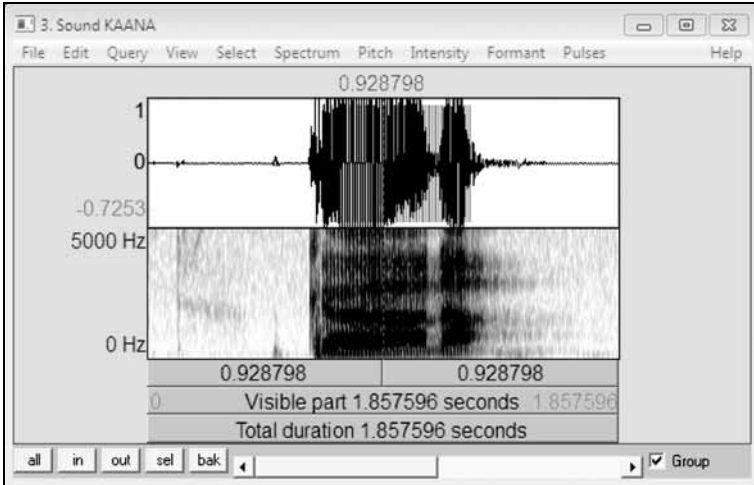 3. Sound KAANA
File Edit Query View Select Spectrum Pitch Intensity Formant Pulses Help
0.928798
1
0
-0.7253
5000 Hz
0 Hz
0.928798 0.928798
0 Visible part 1.857596 seconds 1.857596
Total duration 1.857596 seconds
all in out sel bak Group